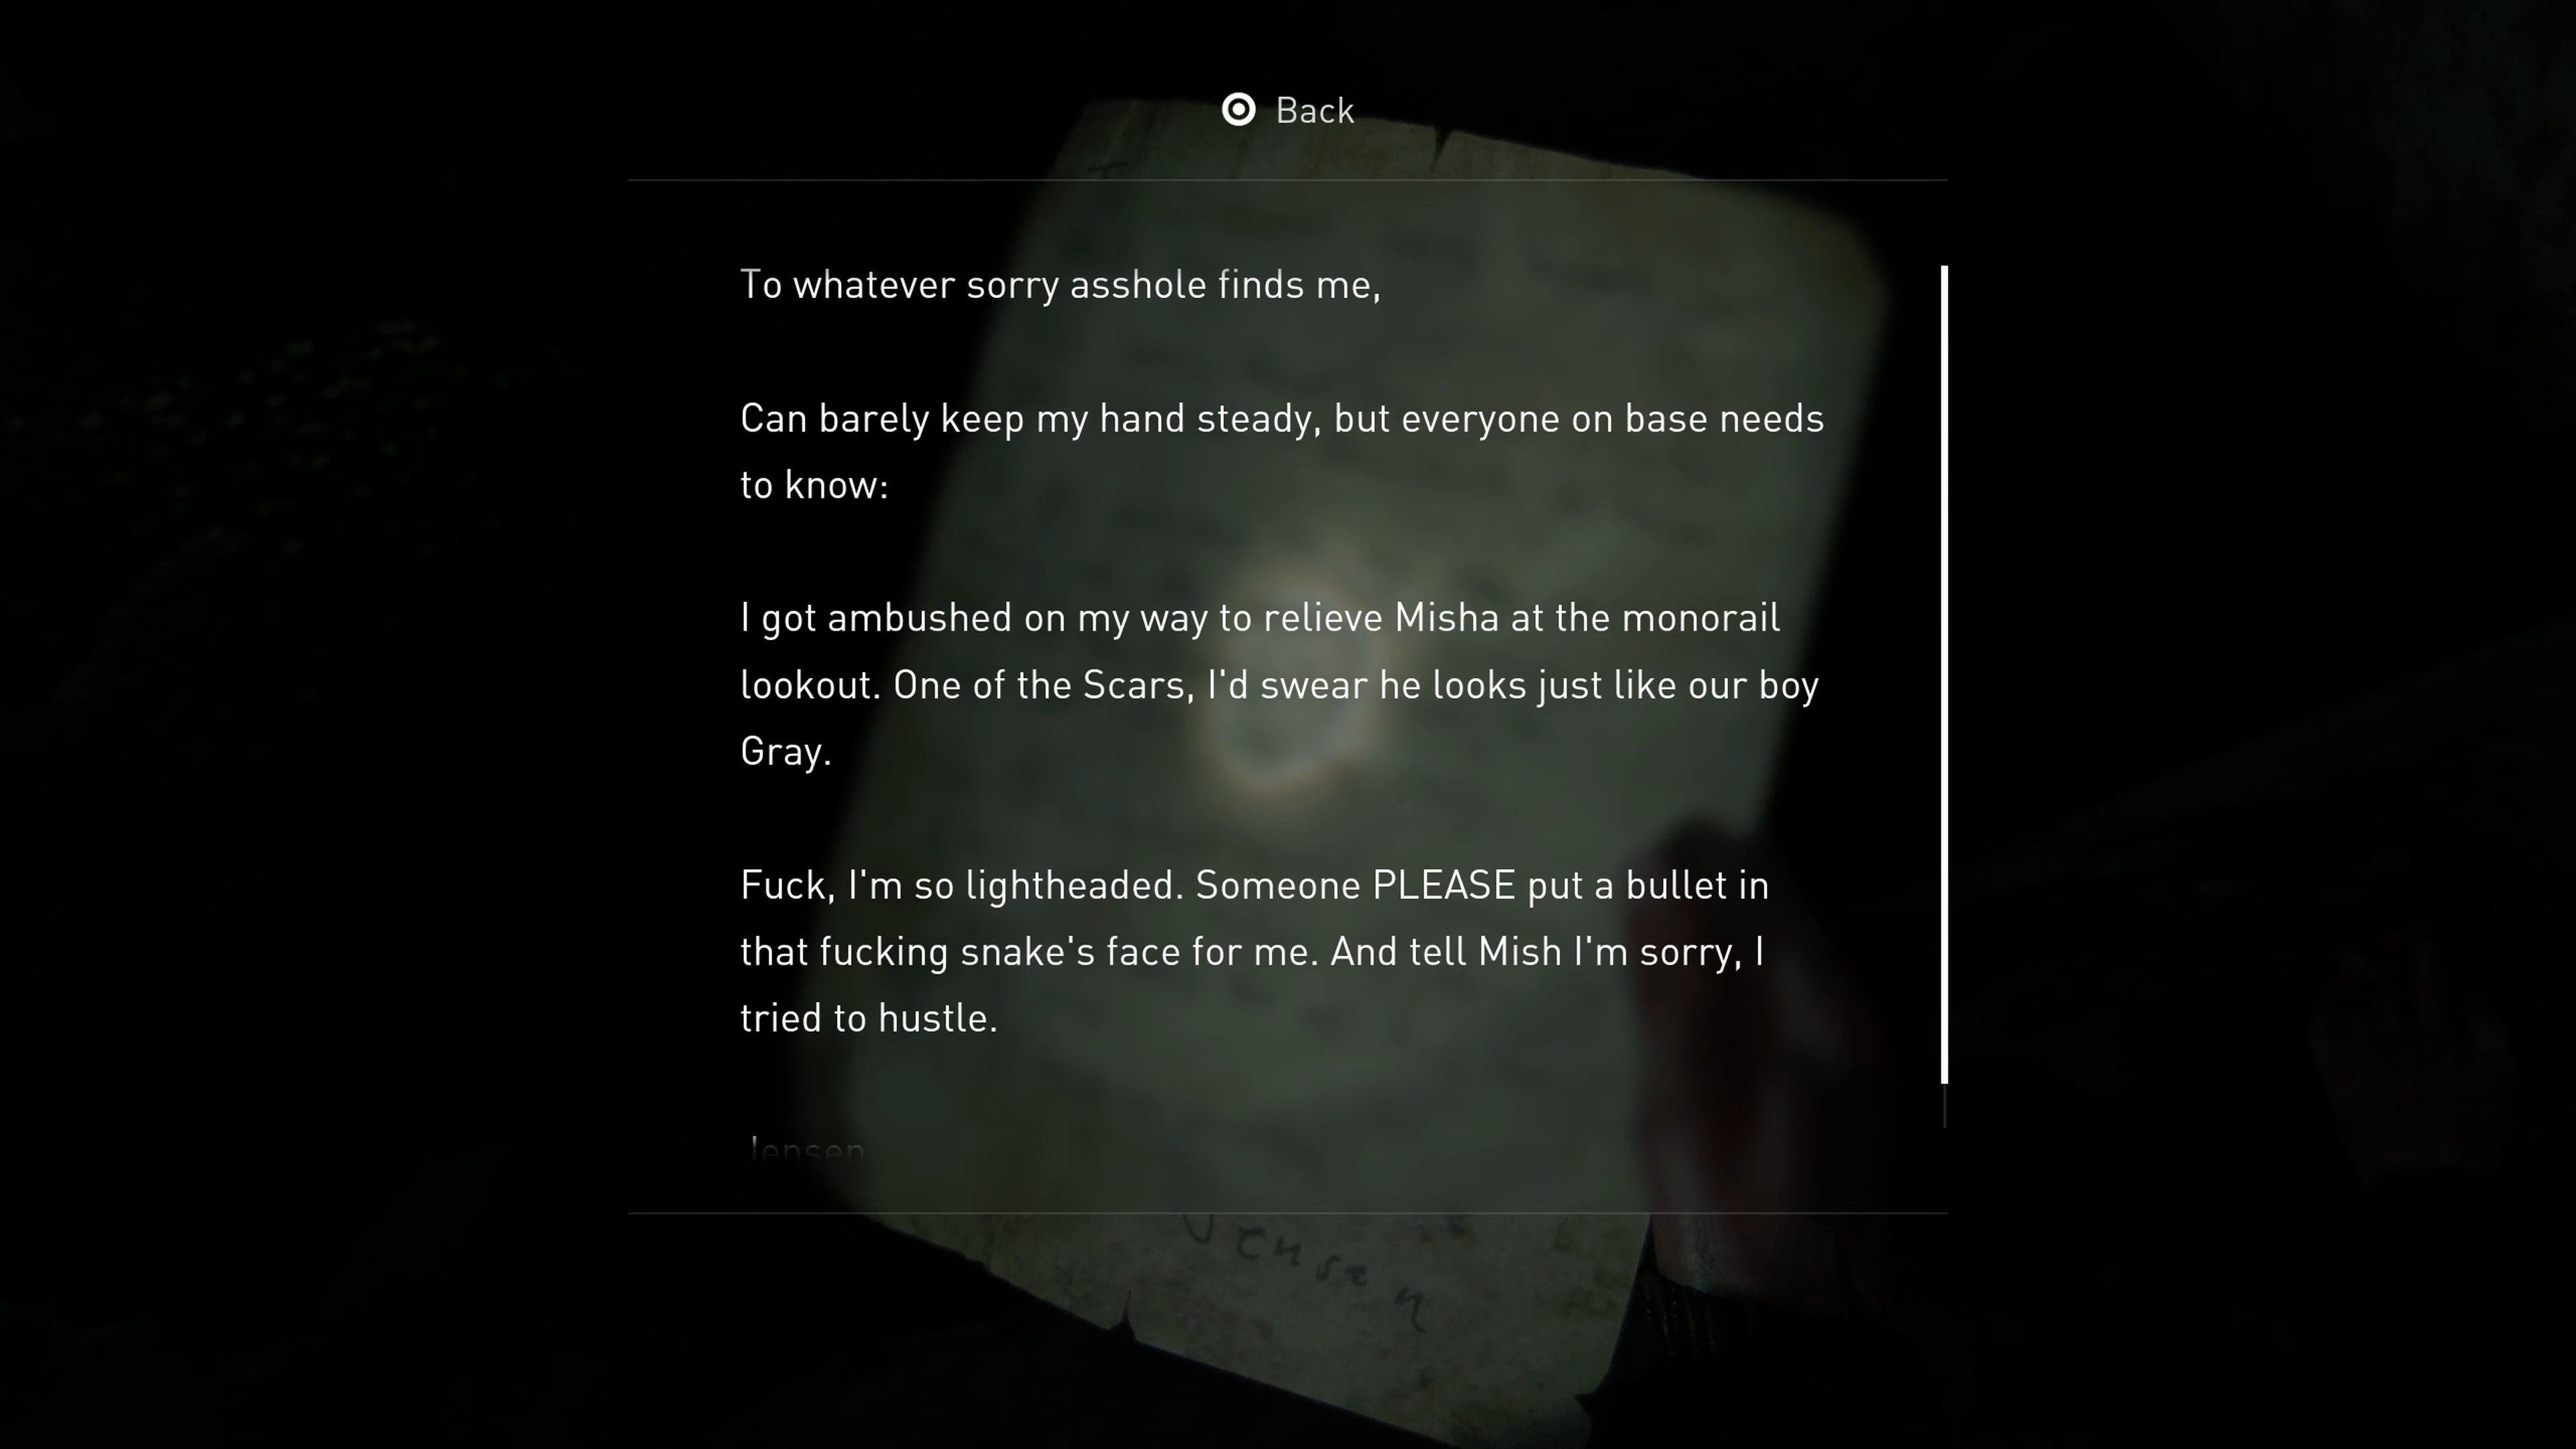 Back
To whatever sorry asshole finds me,
Can barely keep my hand steady, but everyone on base needs
to know:
I got ambushed on my way to relieve Misha at the monorail
lookout. One of the Scars, I'd swear he looks just like our boy
Gray.
Fuck, I'm so lightheaded. Someone PLEASE put a bullet in
that fucking snake's face for me. And tell Mish I'm sorry, I
tried to hustle.
Jensen
Jensen